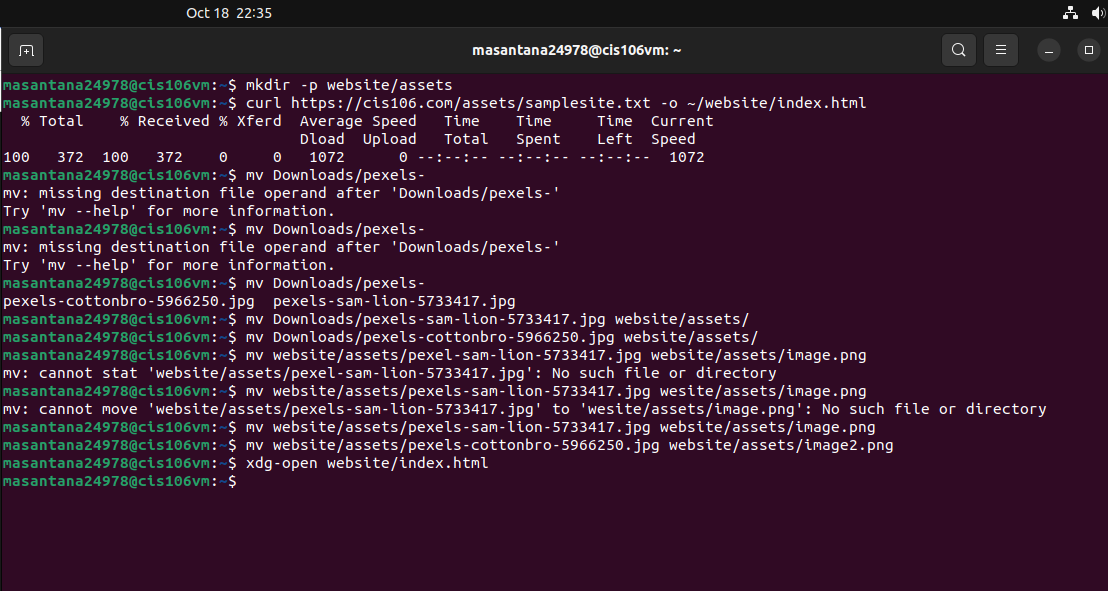 Oct 18 22:35
masantana24978@cis106vm: ~
masantana24978@cis106vm:~$ mkdir -p website/assets
masantana24978@cis106vm:~$ curl https://cis106.com/assets/samplesite.txt -o ~/website/index.html
  % Total    % Received % Xferd  Average Speed   Time    Time     Time  Current
                                 Dload  Upload   Total   Spent    Left  Speed
100   372  100   372    0     0   1072      0 --:--:-- --:--:-- --:--:--  1072
masantana24978@cis106vm:~$ mv Downloads/pexels-
mv: missing destination file operand after 'Downloads/pexels-'
Try 'mv --help' for more information.
masantana24978@cis106vm:~$ mv Downloads/pexels-
mv: missing destination file operand after 'Downloads/pexels-'
Try 'mv --help' for more information.
masantana24978@cis106vm:~$ mv Downloads/pexels-
pexels-cottonbro-5966250.jpg  pexels-sam-lion-5733417.jpg
masantana24978@cis106vm:~$ mv Downloads/pexels-sam-lion-5733417.jpg website/assets/
masantana24978@cis106vm:~$ mv Downloads/pexels-cottonbro-5966250.jpg website/assets/
masantana24978@cis106vm:~$ mv website/assets/pexel-sam-lion-5733417.jpg website/assets/image.png
mv: cannot stat 'website/assets/pexel-sam-lion-5733417.jpg': No such file or directory
masantana24978@cis106vm:~$ mv website/assets/pexels-sam-lion-5733417.jpg wesite/assets/image.png
mv: cannot move 'website/assets/pexels-sam-lion-5733417.jpg' to 'wesite/assets/image.png': No such file or directory
masantana24978@cis106vm:~$ mv website/assets/pexels-sam-lion-5733417.jpg website/assets/image.png
masantana24978@cis106vm:~$ mv website/assets/pexels-cottonbro-5966250.jpg website/assets/image2.png
masantana24978@cis106vm:~$ xdg-open website/index.html
masantana24978@cis106vm:~$